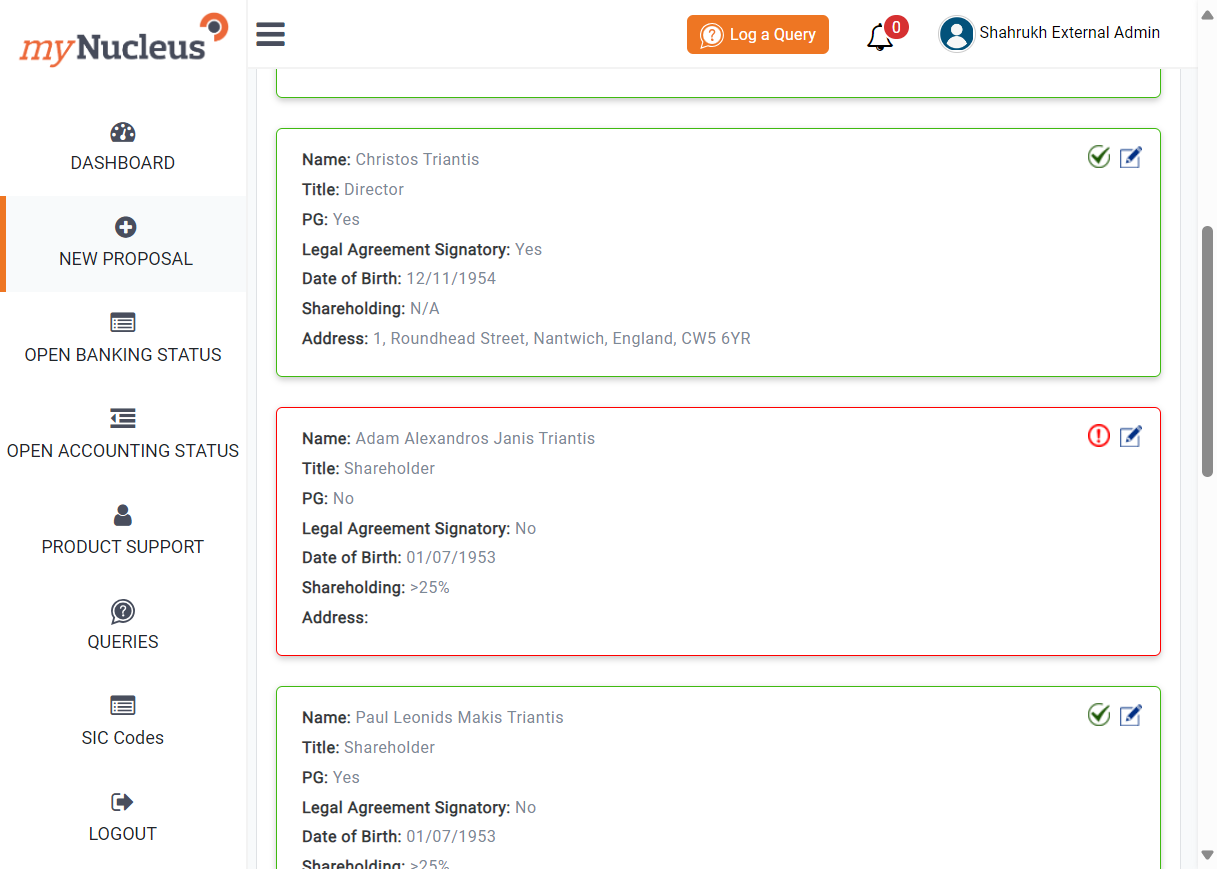 myNucleus
Log a Query
0
Shahrukh External Admin
DASHBOARD
NEW PROPOSAL
OPEN BANKING STATUS
OPEN ACCOUNTING STATUS
PRODUCT SUPPORT
QUERIES
SIC Codes
LOGOUT
Name: Christos Triantis
Title: Director
PG: Yes
Legal Agreement Signatory: Yes
Date of Birth: 12/11/1954
Shareholding: N/A
Address: 1, Roundhead Street, Nantwich, England, CW5 6YR
Name: Adam Alexandros Janis Triantis
Title: Shareholder
PG: No
Legal Agreement Signatory: No
Date of Birth: 01/07/1953
Shareholding: >25%
Address:
Name: Paul Leonids Makis Triantis
Title: Shareholder
PG: Yes
Legal Agreement Signatory: No
Date of Birth: 01/07/1953
Shareholding: >25%